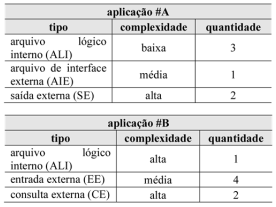 aplicação #A
tipo complexidade quantidade
arquivo lógico
interno (ALI) baixa 3
arquivo de interface
externa (AIE) média 1
saída externa (SE) alta 2
aplicação #B
tipo complexidade quantidade
arquivo lógico
interno (ALI) alta 1
entrada externa (EE) média 4
consulta externa (CE) alta 2